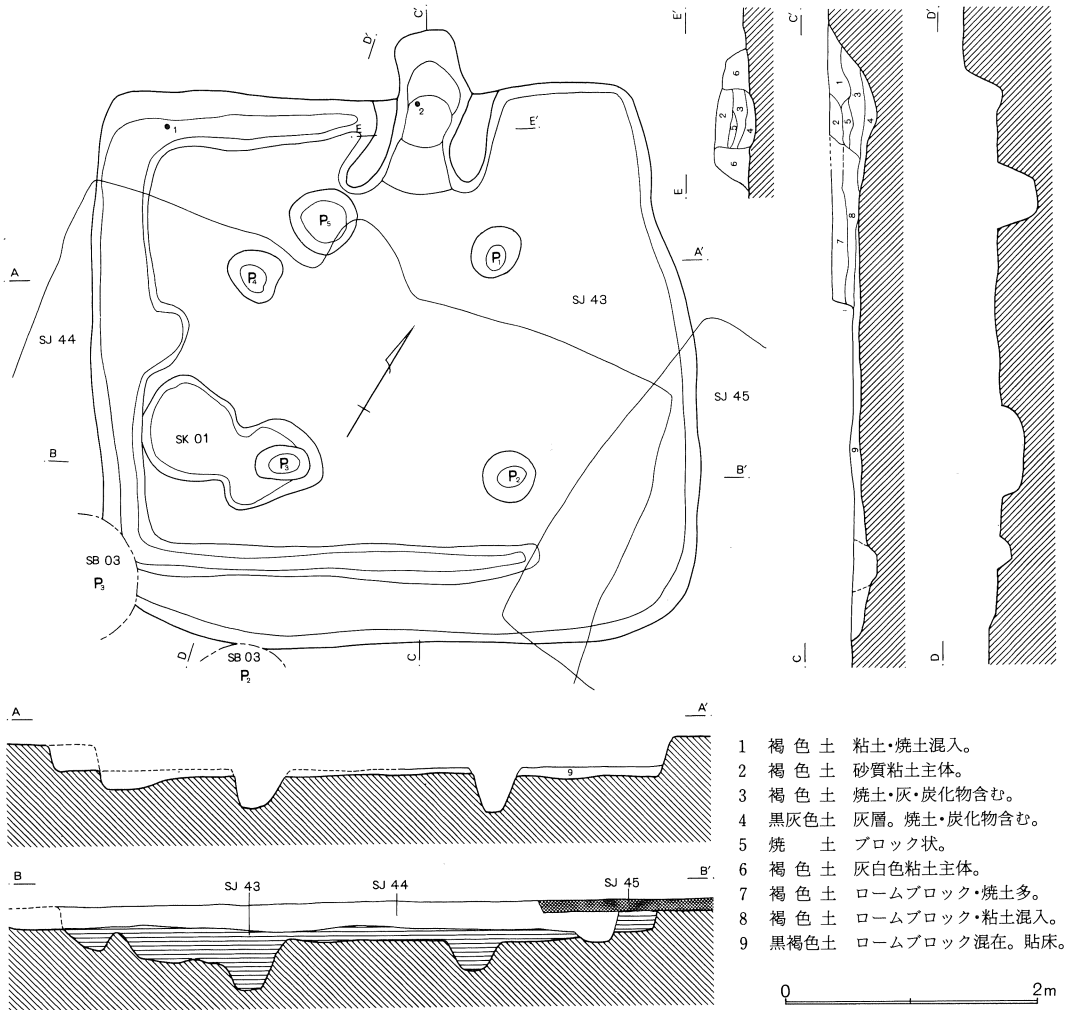 C'
D'
E'
C'
D'
1
2
E
E'
6
2
3
5
4
6
E
1
3
2
5
4
8
7
9
P5
P4
P1
A
A'
SJ 43
SJ 44
SJ 45
SK 01
B
P3
P2
B'
SB 03
P3
D
SB 03
P2
C
C
D
A
A'
9
B
SJ 43
SJ 44
SJ 45
B'
1 褐色土 粘土・焼土混入。
2 褐色土 砂質粘土主体。
3 褐色土 焼土・灰・炭化物含む。
4 黒灰色土 灰層。焼土・炭化物含む。
5 焼土 ブロック状。
6 褐色土 灰白色粘土主体。
7 褐色土 ロームブロック・焼土多。
8 褐色土 ロームブロック・粘土混入。
9 黒褐色土 ロームブロック混在。貼床。
0 2m